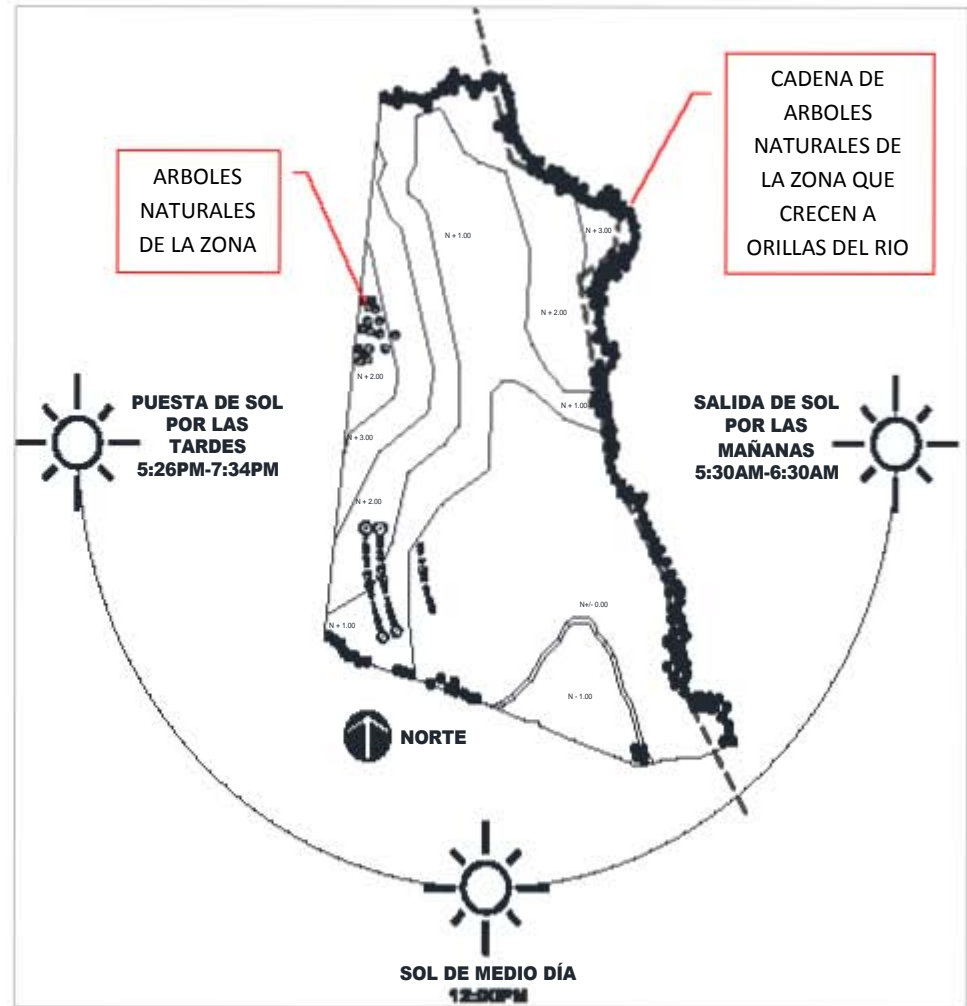 CADENA DE
ARBOLES
NATURALES DE
LA ZONA QUE
CRECEN A
ORILLAS DEL RIO
ARBOLES
NATURALES
DE LA ZONA
N + 1.00
N + 3.00
N + 2.00
N + 2.00
N + 1.00
N + 3.00
N + 2.00
N + 1.00
N+/- 0.00
N - 1.00
PUESTA DE SOL
POR LAS
TARDES
5:26PM-7:34PM
SALIDA DE SOL
POR LAS
MAÑANAS
5:30AM-6:30AM
NORTE
SOL DE MEDIO DÍA
12:00PM